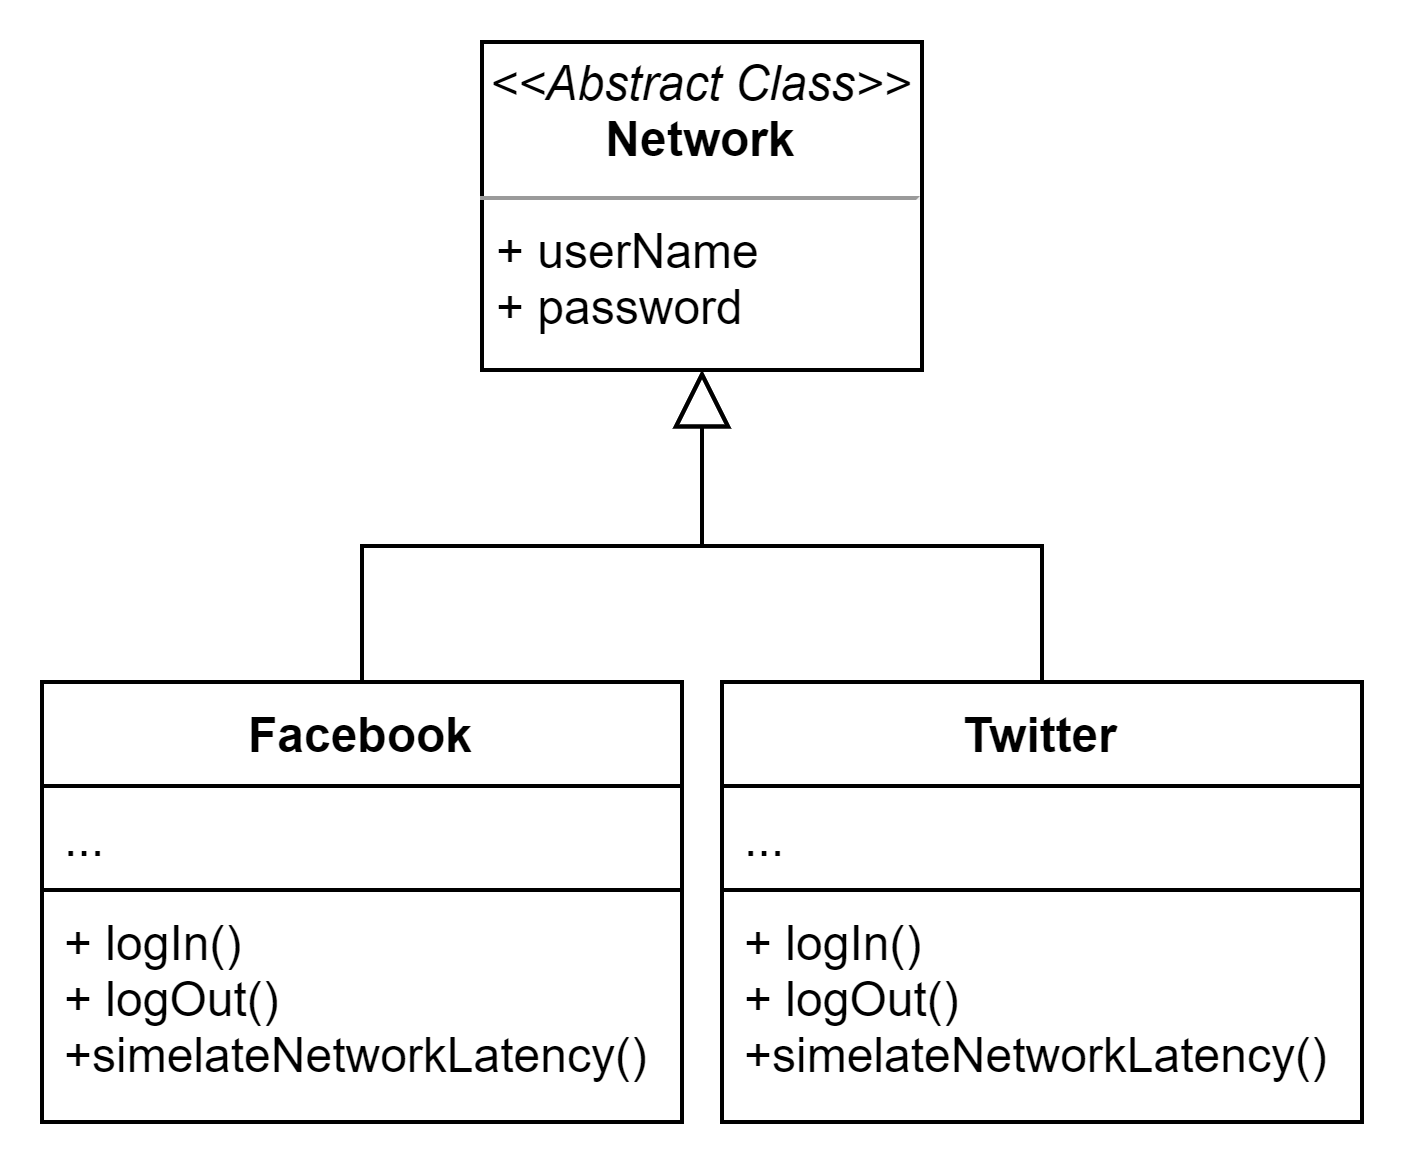 <<Abstract Class>>
Network
+ userName
+ password
Facebook
...
+ logIn()
+ logOut()
+simelateNetworkLatency()
Twitter
...
+ logIn()
+ logOut()
+simelateNetworkLatency()